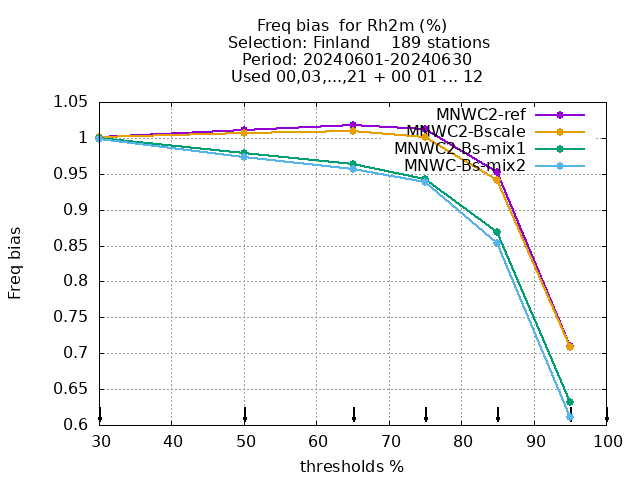 Freq bias  for Rh2m (%)
Selection: Finland    189 stations
Period: 20240601-20240630
Used 00,03,...,21 + 00 01 ... 12
MNWC2-ref
MNWC2-Bscale
MNWC2-Bs-mix1
MNWC-Bs-mix2
1.05
1
0.95
0.9
0.85
0.8
0.75
0.7
0.65
0.6
Freq bias
30 40 50 60 70 80 90 100
thresholds %